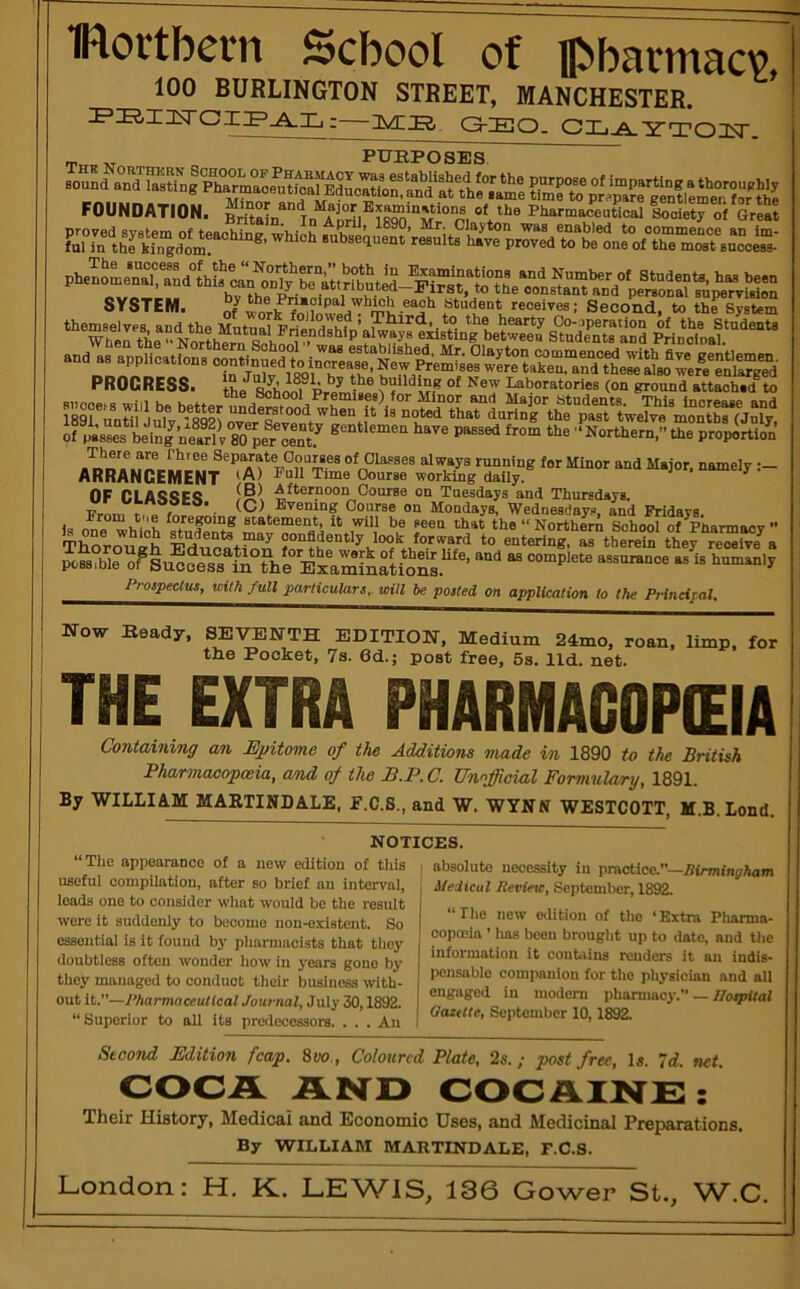 Northern School of Pharmacy,
100 BURLINGTON STREET, MANCHESTER.
PRINCIPAL:—MR. GEO. CLAYTON.
PURPOSES.
THE NORTHERN SCHOOL OF PHARMACY was established for the purpose of imparting a thoroughly
sound and lasting Pharmaceutical Education, and at the same time to prepare gentlemen for the
FOUNDATION. Minor and Major Examinations of the Pharmaceutical Society of Great
Britain. In April, 1890, Mr. Clayton was enabled to commence an im-
proved system of teaching, which subsequent results have proved to be one of the most success-
ful in the kingdom.
The success of the “Northern,” both in Examinations and Number of Students, has been
phenomenal, and this can only be attributed—First, to the constant and personal supervision
SYSTEM. by the Principal which each Student receives; Second, to the System
of work followed; Third, to the hearty Co-operation of the Students
themselves, and the Mutual Friendship always existing between Students and Principal.
When the “Northern School” was established, Mr. Clayton commenced with five gentlemen,
and as applications continued to increase, New Premises were taken, and these also were enlarged
PROGRESS. in July, 1891, by the building of New Laboratories (on ground attached to
the School Premises) for Minor and Major Students. This increase and
success will be better understood when it is noted that during the past twelve months (July,
1891, until July, 1892) over Seventy gentlemen have passed from the “Northern,” the proportion
of passes being nearly 80 per cent.
There are Three Separate Courses of Classes always running for Minor and Major, namely :—
ARRANGEMENT (A) Full Time Course working daily.
OF CLASSES. (B) Afternoon Course on Tuesdays and Thursdays.
(C) Evening Course on Mondays, Wednesdays, and Fridays.
From the foregoing statement, it will be seen that the “Northern School of Pharmacy”
is one which students may confidently look forward to entering, as therein they receive a
Thorough Education for the work of their life, and as complete assurance as is humanly
possible of Success in the Examinations.
Prospectus, with full particulars, will be posted on application to the Principal.
Now Ready, SEVENTH EDITION, Medium 24mo, roan, limp, for
the Pocket, 7s. 6d.; post free, 5s. 11d. net.
THE EXTRA PHARMACOPŒIA
Containing an Epitome of the Additions made in 1890 to the British
Pharmacopœia, and of the B.P.C. Unofficial Formulary, 1891.
By WILLIAM MARTINDALE, F.C.S., and W. WYNN WESTCOTT, M.B. Lond.
NOTICES.
“The appearance of a new edition of this
useful compilation, after so brief an interval,
leads one to consider what would be the result
were it suddenly to become non-existent. So
essential is it found by pharmacists that they
doubtless often wonder how in years gone by
they managed to conduct their business with-
out it.”—Pharmaceutical Journal, July 30, 1892.
“Superior to all its predecessors. . . . An
absolute necessity in practice.”—Birmingham
Medical Review, September, 1892.
“The new edition of the ‘Extra Pharma-
copœia’ has been brought up to date, and the
information it contains renders it an indis-
pensable companion for the physician and all
engaged in modern pharmacy.” — Hospital
Gazette, September 10, 1892.
Second Edition fcap. 8vo., Coloured Plate, 2s.; post free, 1s. 7d. net.
COCA AND COCAINE:
Their History, Medical and Economic Uses, and Medicinal Preparations.
By WILLIAM MARTINDALE, F.C.S.
London: H. K. LEWIS, 136 Gower St., W.C.